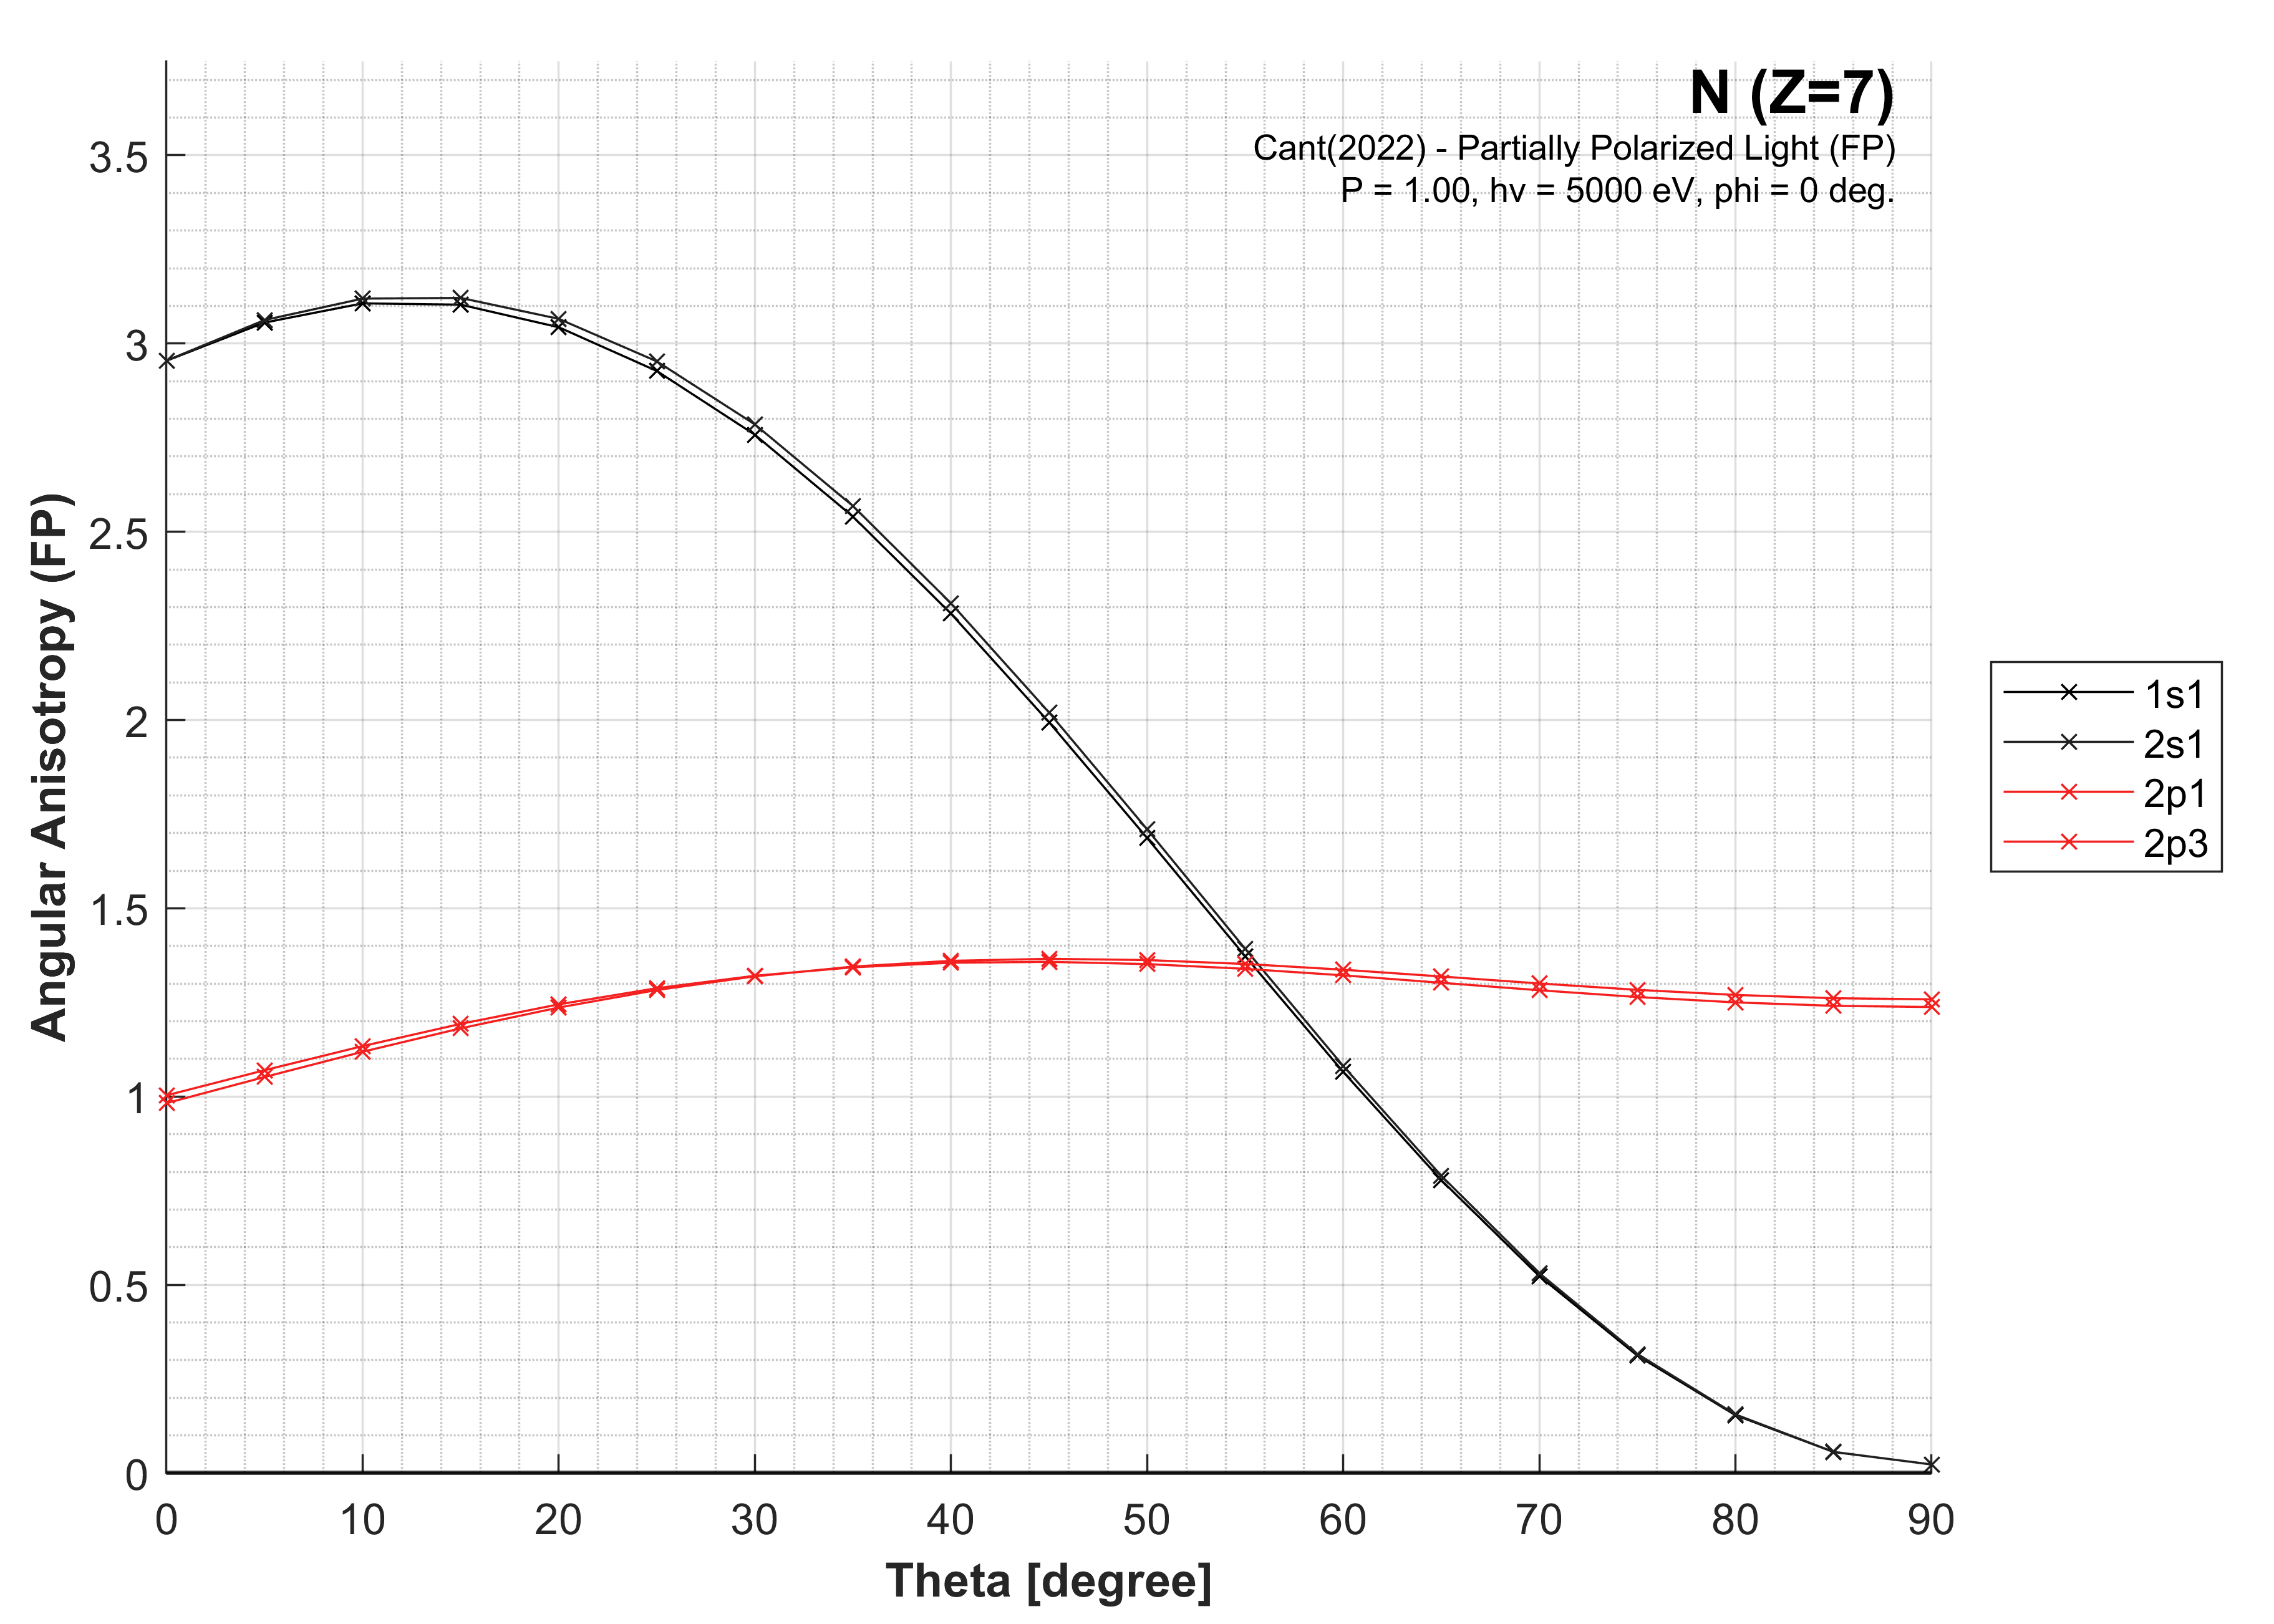 N (Z=7)
Cant(2022) - Partially Polarized Light (FP)
P = 1.00, hv = 5000 eV, phi = 0 deg.
Angular Anisotropy (FP)
3.5
3
2.5
2
1.5
1
0.5
0
0 10 20 30 40 50 60 70 80 90
Theta [degree]
1s1
2s1
2p1
2p3